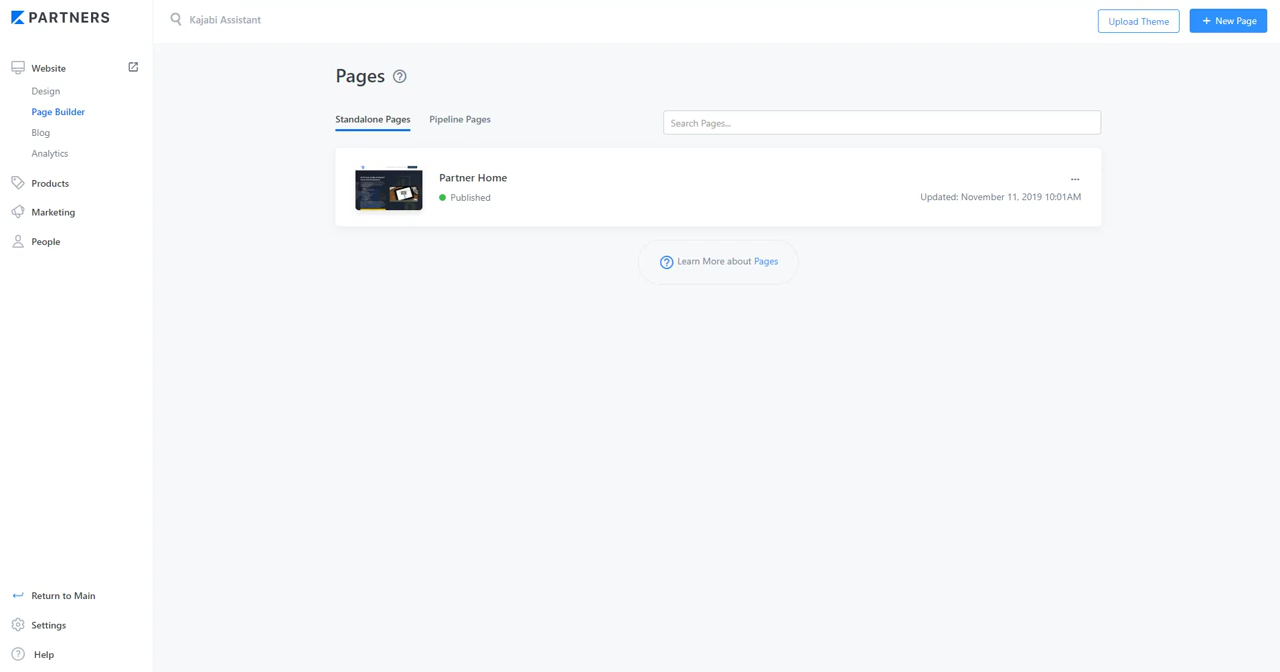 PARTNERS
Kajabi Assistant
Upload Theme
+ New Page
Website
Design
Page Builder
Blog
Analytics
Products
Marketing
People
Pages ?
Standalone Pages
Pipeline Pages
Search Pages...
Partner Home
...
Published
Updated: November 11, 2019 10:01AM
? Learn More about Pages
Return to Main
Settings
? Help